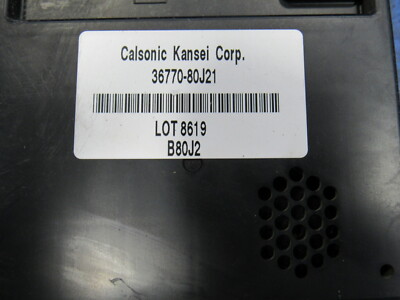 Calsonic Kansei Corp.
36770-80J21
LOT 8619
B80J2